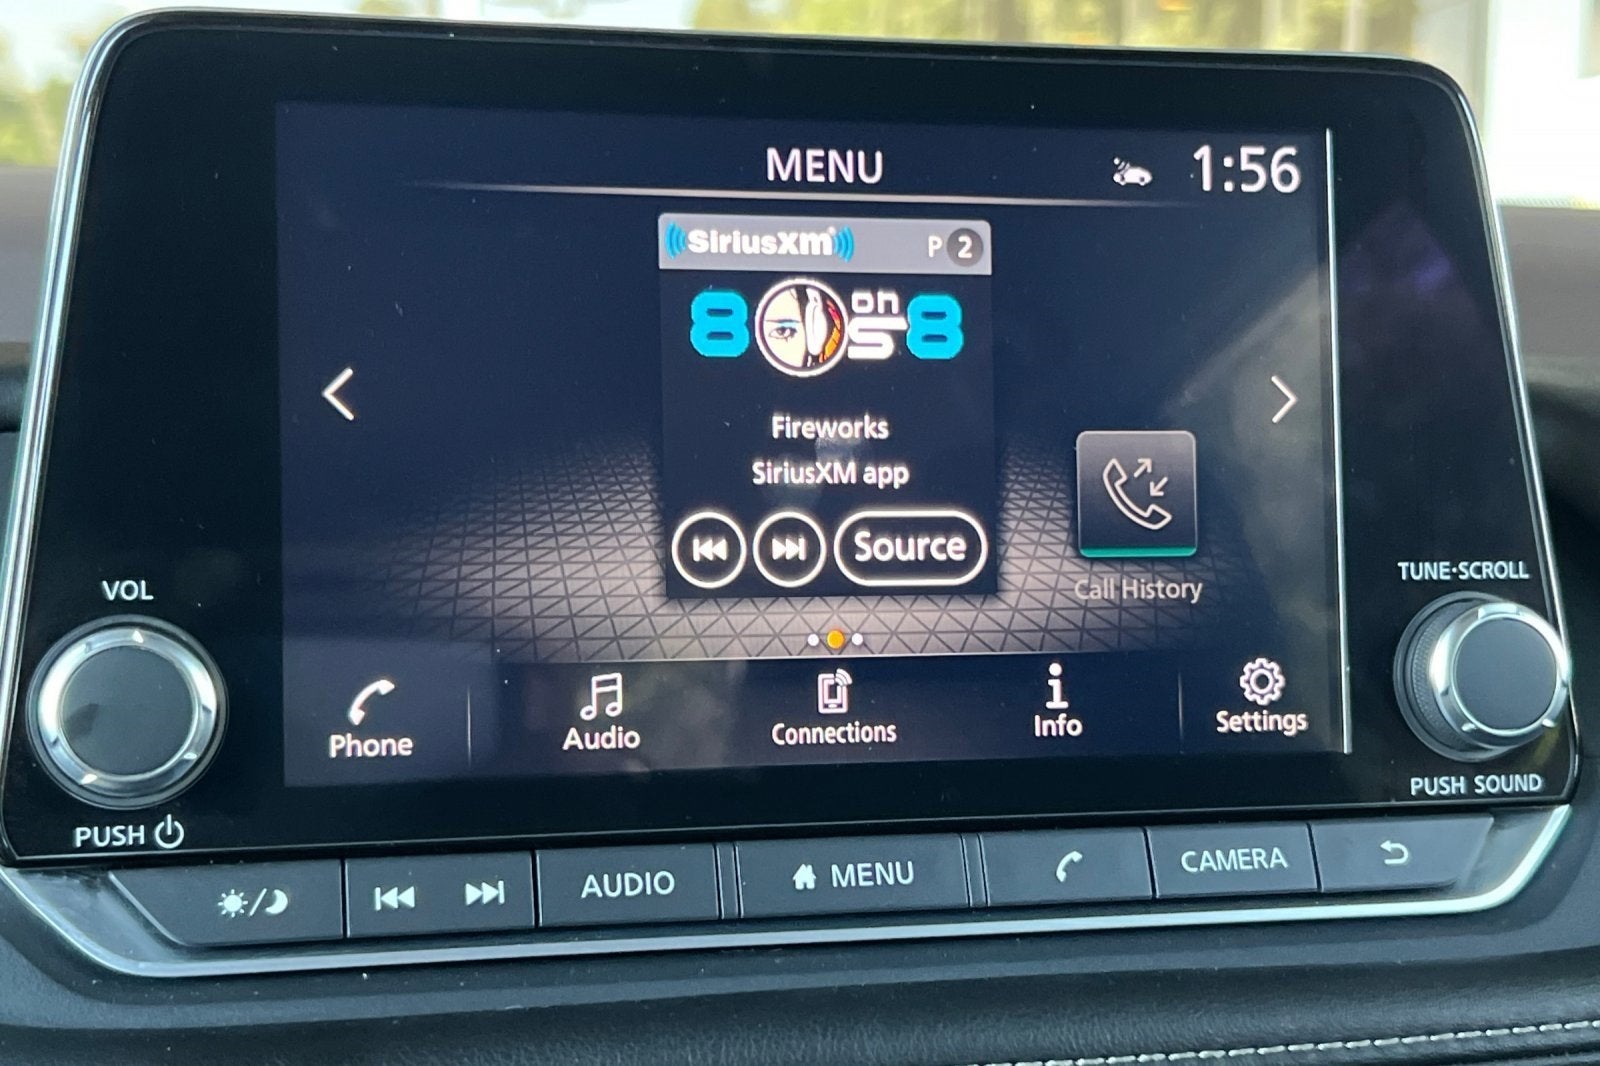 MENU
1:56
SiriusXM
P 2
80s on 8
Fireworks
SiriusXM app
Source
Call History
Phone
Audio
Connections
Info
Settings
VOL
PUSH
TUNE·SCROLL
PUSH SOUND
AUDIO
MENU
CAMERA